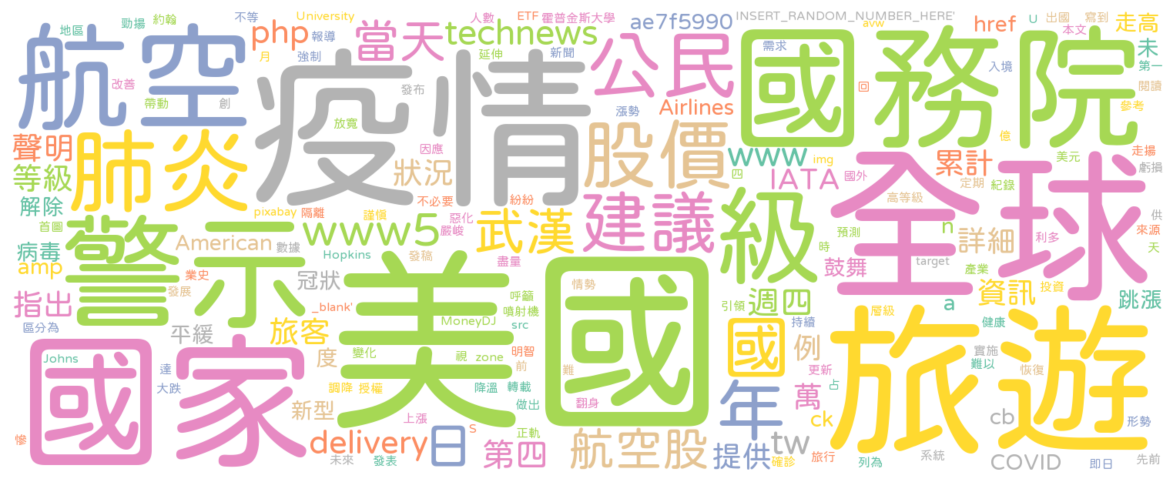 地區 動揚 約翰 不等 University 人數 ETF 霍普金斯大學 ae7f5990 INSERT_RANDOM_NUMBER_HERE' avw U 出國 寫到 走高
航空 php 報導 當天 technews 公民 國務院 href 本文 未
月 強制 延伸 新聞 需求 入境 第一
改善 疫情 漲勢 Airlines 回 閱讀
帶動 創 發布 參考
聲明 肺炎 放寬 因應 股價 www 四 img 國外 IATA 累計 億 美元 走揚 虧損
等級 狀況 定期 紀錄 全球
解除 不必要 紛紛 高等級
首圖 pixabay 隔離 謹慎 惡化 武漢 建議 級 預測 n 利多 供
病毒 警示 American 數據 www5 嚴峻 時 詳細 來源
amp Hopkins 發稿 盡量 鼓舞 target 天
業史 冠狀 美國 情勢 產業 投資
指出 發展 _blank' 呼籲 週四 a 資訊 跳漲
區分為 旅客 MoneyDJ 噴射機 引領 層級 健康
平緩 src 國 持續 旅遊
國家 Johns 度 變化 視 zone 明智 例 實施
達 前 難 更新 難以 恢復
大跌 調降 授權 降溫 轉載 年 萬 占
新型 做出 翻身 ck cb 形勢
慘 上漲 s
delivery 日 正軌 航空股 tw 系統
未來 發表 第四 提供 確診 旅行 列為 COVID 即日 先前